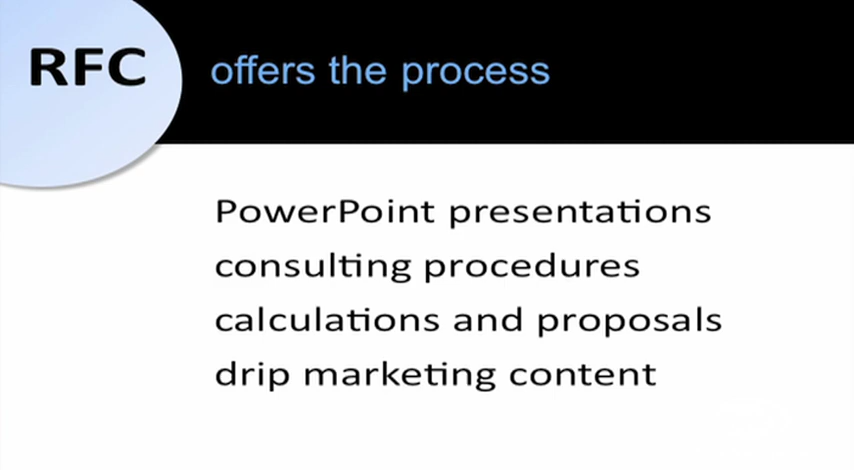 RFC offers the process
PowerPoint presentations
consulting procedures
calculations and proposals
drip marketing content